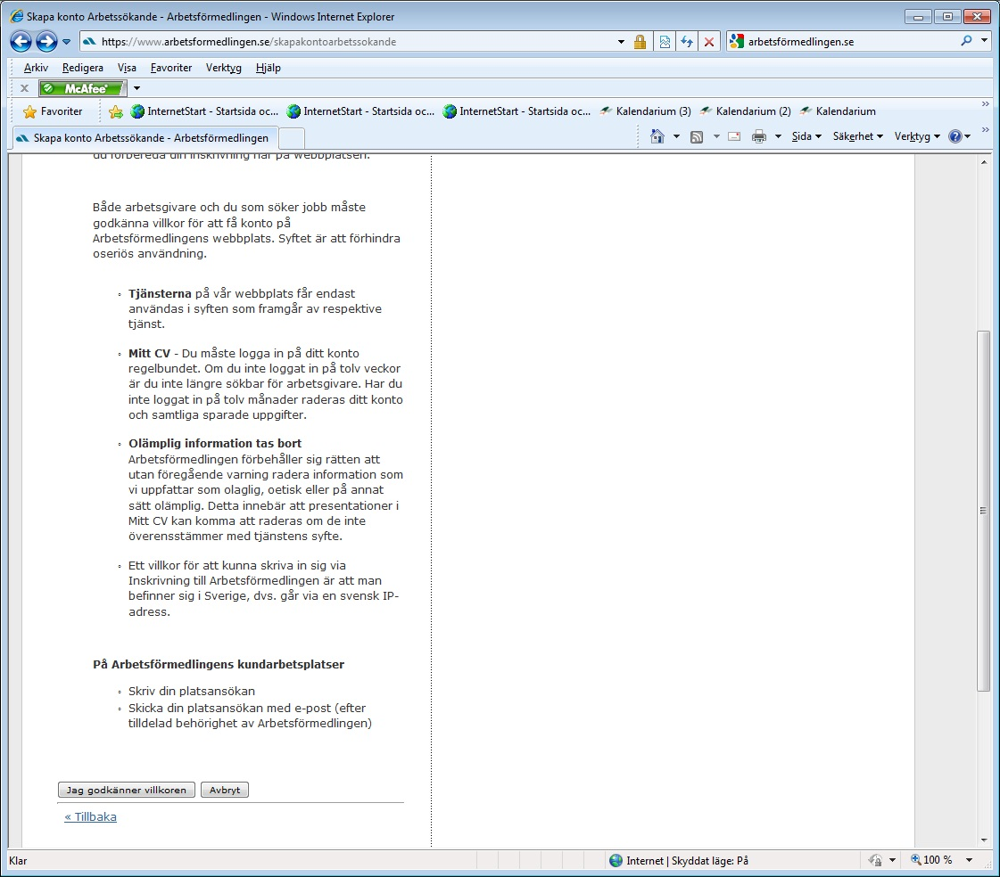 Skapa konto Arbetssökande - Arbetsförmedlingen - Windows Internet Explorer
https://www.arbetsformedlingen.se/skapakontoarbetssokande
arbetsförmedlingen.se
Arkiv Redigera Visa Favoriter Verktyg Hjälp
x McAfee
Favoriter InternetStart - Startsida oc... InternetStart - Startsida oc... InternetStart - Startsida oc... Kalendarium (3) Kalendarium (2) Kalendarium »
Skapa konto Arbetssökande - Arbetsförmedlingen Sida Säkerhet Verktyg »
du förbereda din inskrivning här på webbplatsen.
Både arbetsgivare och du som söker jobb måste
godkänna villkor för att få konto på
Arbetsförmedlingens webbplats. Syftet är att förhindra
oseriös användning.
Tjänsterna på vår webbplats får endast
användas i syften som framgår av respektive
tjänst.
Mitt CV - Du måste logga in på ditt konto
regelbundet. Om du inte loggat in på tolv veckor
är du inte längre sökbar för arbetsgivare. Har du
inte loggat in på tolv månader raderas ditt konto
och samtliga sparade uppgifter.
Olämplig information tas bort
Arbetsförmedlingen förbehåller sig rätten att
utan föregående varning radera information som
vi uppfattar som olaglig, oetisk eller på annat
sätt olämplig. Detta innebär att presentationer i
Mitt CV kan komma att raderas om de inte
överensstämmer med tjänstens syfte.
Ett villkor för att kunna skriva in sig via
Inskrivning till Arbetsförmedlingen är att man
befinner sig i Sverige, dvs. går via en svensk IP-
adress.
På Arbetsförmedlingens kundarbetsplatser
Skriv din platsansökan
Skicka din platsansökan med e-post (efter
tilldelad behörighet av Arbetsförmedlingen)
Jag godkänner villkoren Avbryt
« Tillbaka
Klar Internet | Skyddat läge: På 100 %